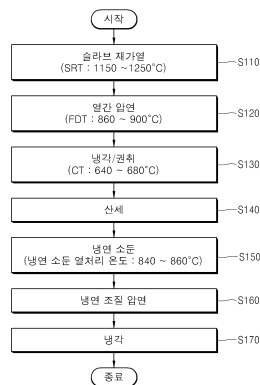 시작
슬라브 재가열
(SRT : 1150 ~1250°C)
S110
열간 압연
(FDT : 860 ~ 900°C)
S120
냉각/권취
(CT : 640 ~ 680°C)
S130
산세
S140
냉연 소둔
(냉연 소둔 열처리 온도 : 840 ~ 860°C)
S150
냉연 조질 압연
S160
냉각
S170
종료